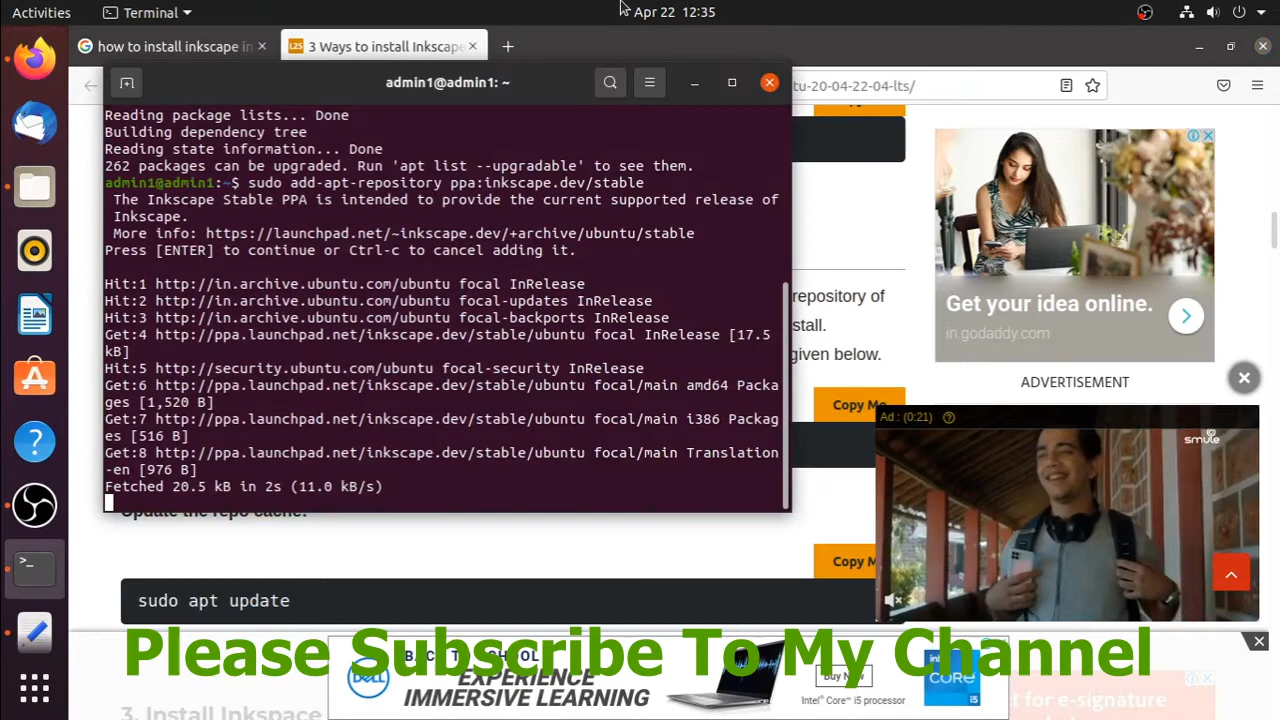 Activities
Terminal
Apr 22 12:35
how to install inkscape in
3 Ways to install Inkscape
tu-20-04-22-04-lts/
admin1@admin1: ~
Reading package lists... Done
Building dependency tree
Reading state information... Done
262 packages can be upgraded. Run 'apt list --upgradable' to see them.
admin1@admin1:~$ sudo add-apt-repository ppa:inkscape.dev/stable
The Inkscape Stable PPA is intended to provide the current supported release of
Inkscape.
More info: https://launchpad.net/~inkscape.dev/+archive/ubuntu/stable
Press [ENTER] to continue or Ctrl-c to cancel adding it.
Hit:1 http://in.archive.ubuntu.com/ubuntu focal InRelease
Hit:2 http://in.archive.ubuntu.com/ubuntu focal-updates InRelease
Hit:3 http://in.archive.ubuntu.com/ubuntu focal-backports InRelease
Get:4 http://ppa.launchpad.net/inkscape.dev/stable/ubuntu focal InRelease [17.5
kB]
Hit:5 http://security.ubuntu.com/ubuntu focal-security InRelease
Get:6 http://ppa.launchpad.net/inkscape.dev/stable/ubuntu focal/main amd64 Packa
ges [1,520 B]
Get:7 http://ppa.launchpad.net/inkscape.dev/stable/ubuntu focal/main i386 Packag
es [516 B]
Get:8 http://ppa.launchpad.net/inkscape.dev/stable/ubuntu focal/main Translation
-en [976 B]
Fetched 20.5 kB in 2s (11.0 kB/s)
repository of
stall.
given below.
Copy Me
Update the repo cache:
Copy M
sudo apt update
3. Install Inkspace
Get your idea online.
in.godaddy.com
ADVERTISEMENT
Ad : (0:21)
smule
Please Subscribe To My Channel
DELL
BACK TO SCHOOL
EXPERIENCE
IMMERSIVE LEARNING
Buy Now
Intel® Core™ i5 processor
intel
CORE
i5
t for e-signature